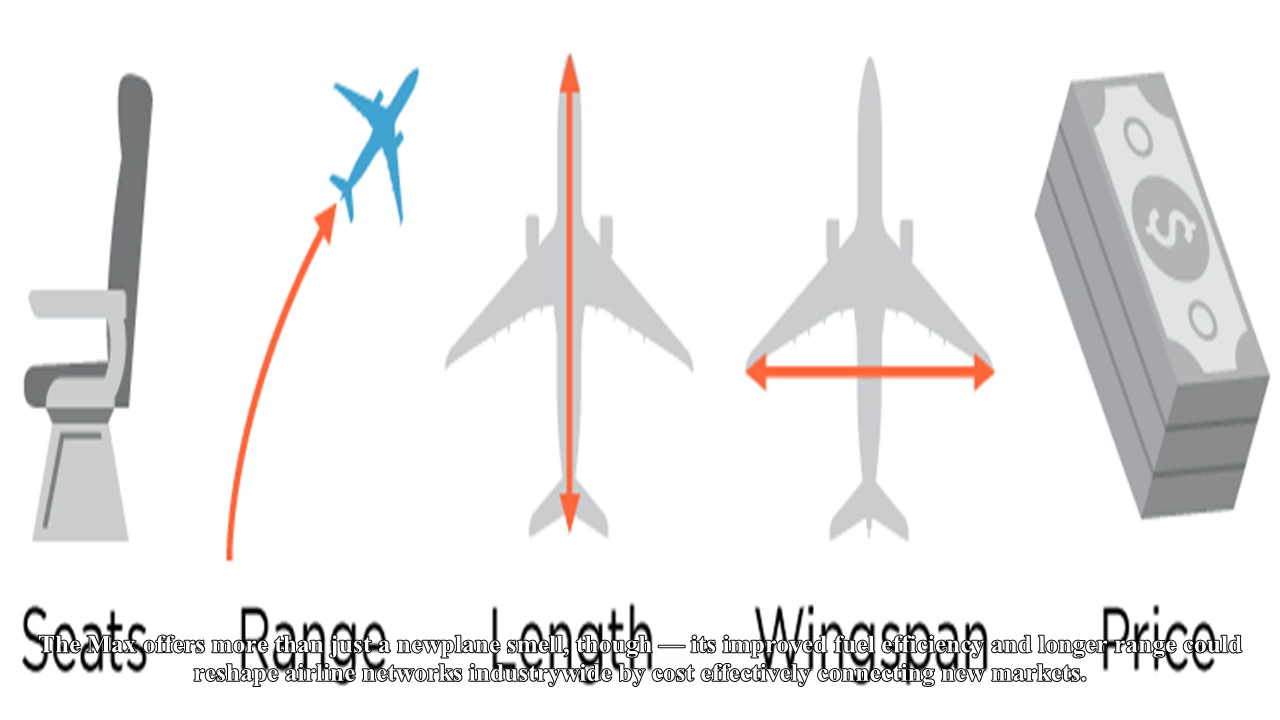 Seats Range Length Wingspan Price
The Max offers more than just a newplane smell, though — its improved fuel efficiency and longer range could
reshape airline networks industrywide by cost effectively connecting new markets.